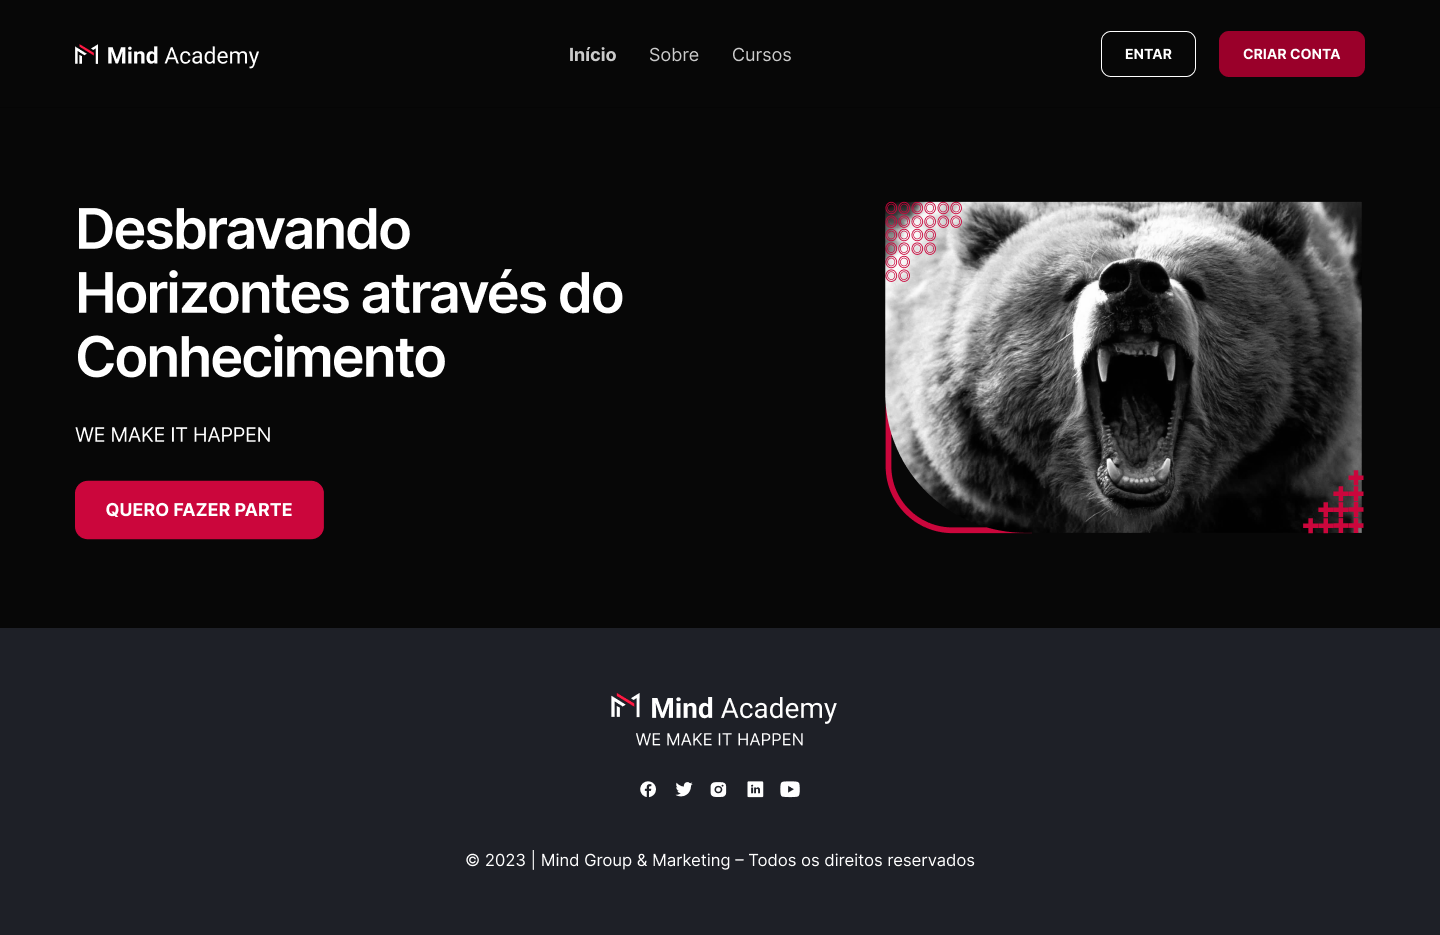 Mind Academy
Início Sobre Cursos
ENTAR
CRIAR CONTA
Desbravando
Horizontes através do
Conhecimento
WE MAKE IT HAPPEN
QUERO FAZER PARTE
Mind Academy
WE MAKE IT HAPPEN
© 2023 | Mind Group & Marketing – Todos os direitos reservados